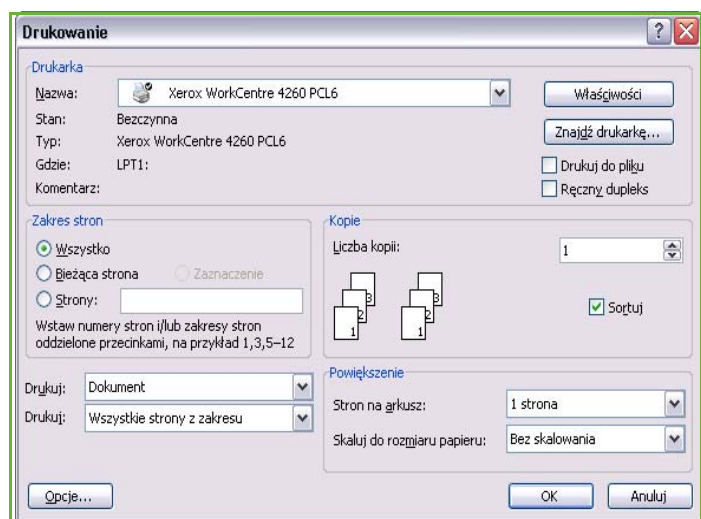 Drukowanie
Drukarka
Nazwa: Xerox WorkCentre 4260 PCL6
Właściwości
Stan: Bezczynna
Typ: Xerox WorkCentre 4260 PCL6
Znajdź drukarkę...
Gdzie: LPT1:
Drukuj do pliku
Komentarz:
Ręczny dupleks
Zakres stron
Wszystko
Bieżąca strona Zaznaczenie
Strony:
Wstaw numery stron i/lub zakresy stron
oddzielone przecinkami, na przykład 1,3,5–12
Kopie
Liczba kopii: 1
3 3
2 2
1 1
Sortuj
Drukuj: Dokument
Drukuj: Wszystkie strony z zakresu
Powiększenie
Stron na arkusz: 1 strona
Skaluj do rozmiaru papieru: Bez skalowania
Opcje... OK Anuluj